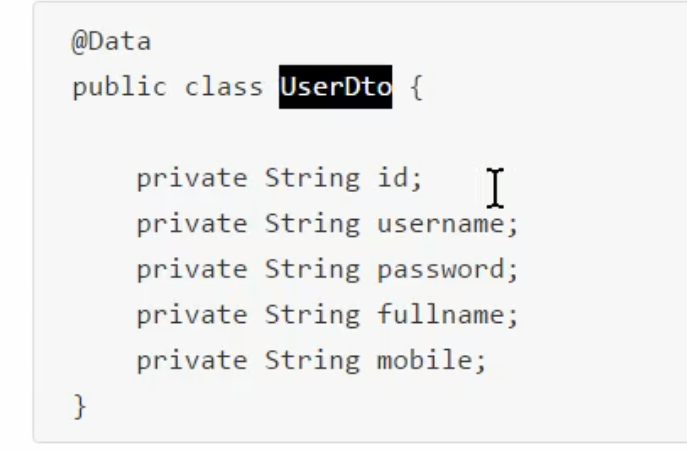 @Data
public class UserDto {
private String id;
private String username;
private String password;
private String fullname;
private String mobile;
}